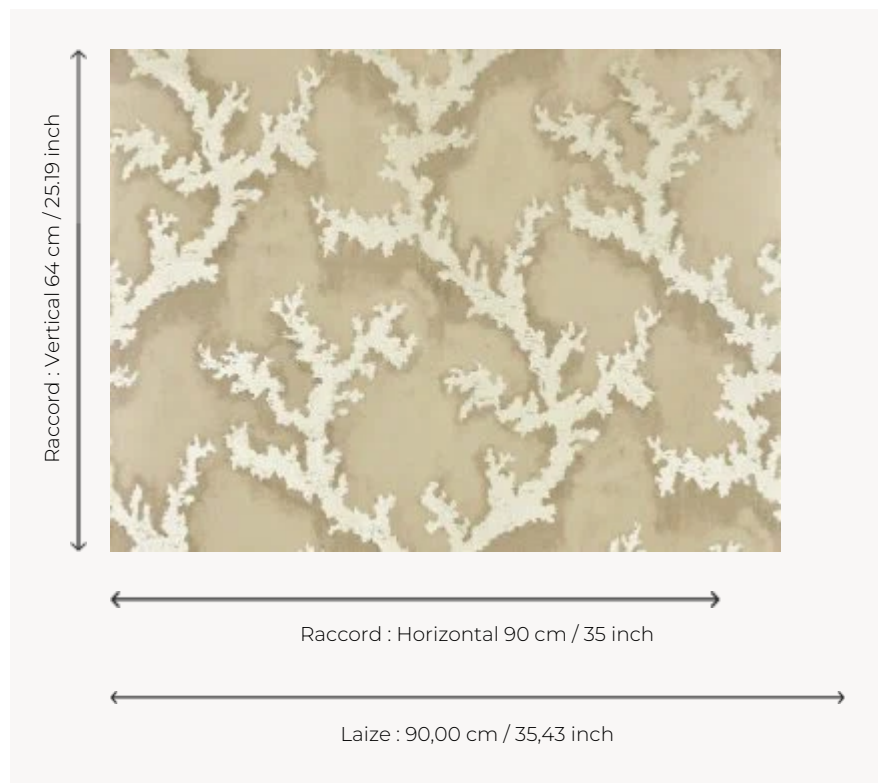 Raccord : Vertical 64 cm / 25.19 inch
Raccord : Horizontal 90 cm / 35 inch
Laize : 90,00 cm / 35,43 inch